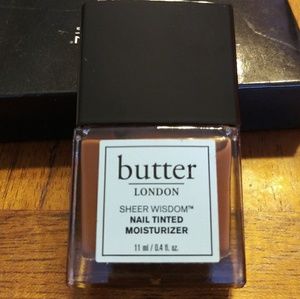 butter
LONDON
SHEER WISDOM™
NAIL TINTED
MOISTURIZER
11 ml / 0.4 fl. oz.